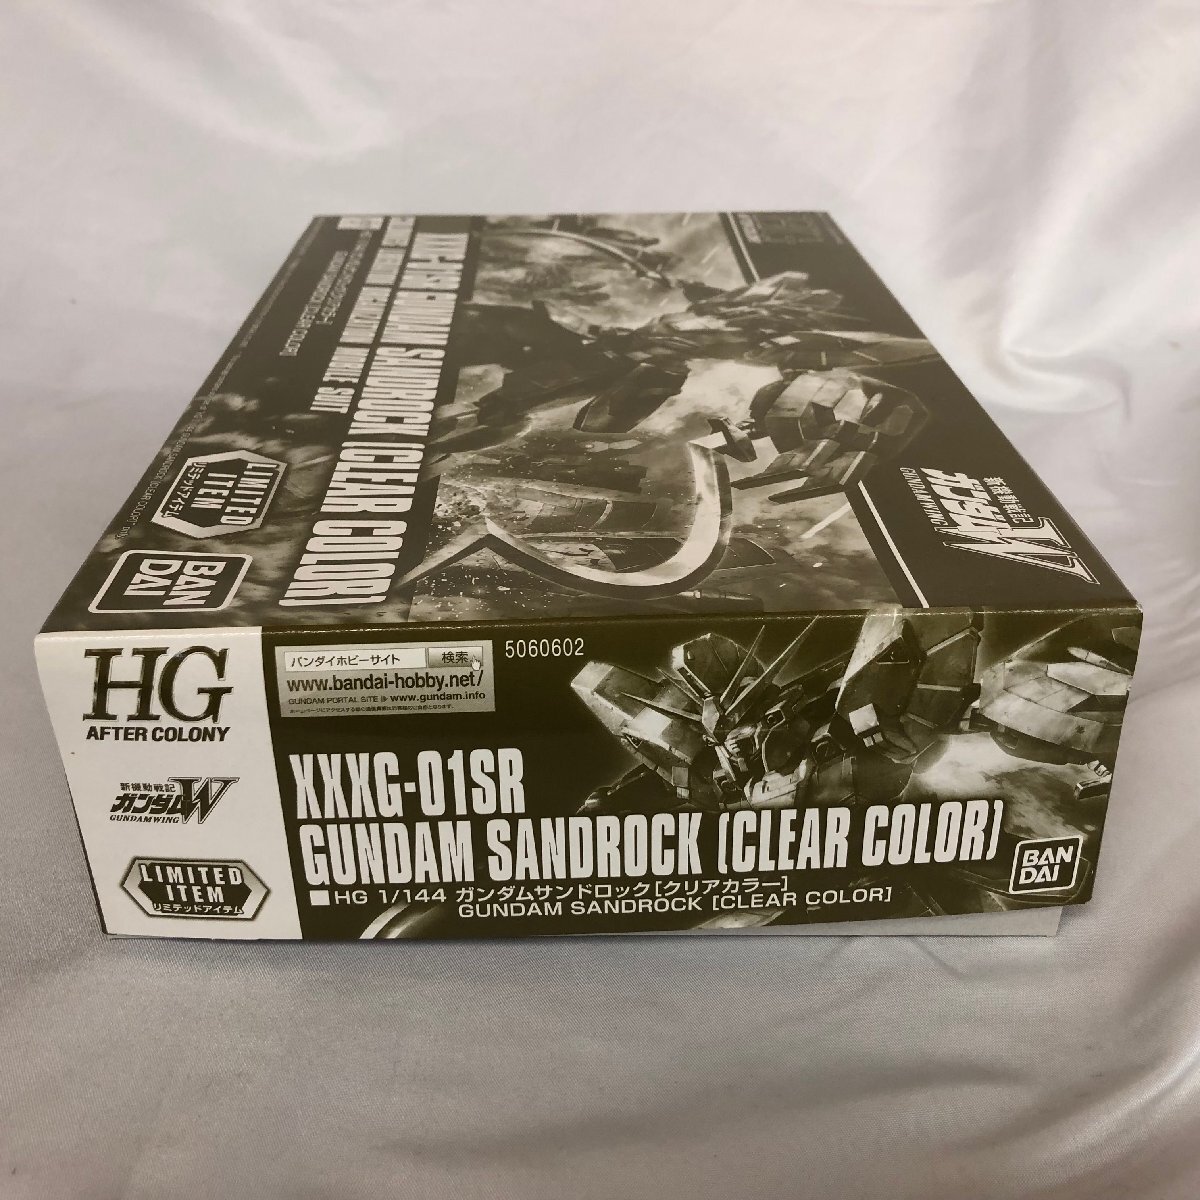 XXXG-01SR GUNDAM SANDROCK [CLEAR COLOR]
MOBILE SUIT
LIMITED
ITEM
リミテッドアイテム
BAN
DAI
新機動戦記
ガンダムW
GUNDAM WING
HG
AFTER COLONY
新機動戦記
ガンダムW
GUNDAM WING
LIMITED
ITEM
リミテッドアイテム
バンダイホビーサイト 検索
www.bandai-hobby.net/
GUNDAM PORTAL SITE www.gundam.info
5060602
XXXG-01SR
GUNDAM SANDROCK [CLEAR COLOR]
■HG 1/144 ガンダムサンドロック[クリアカラー]
GUNDAM SANDROCK [CLEAR COLOR]
BAN
DAI